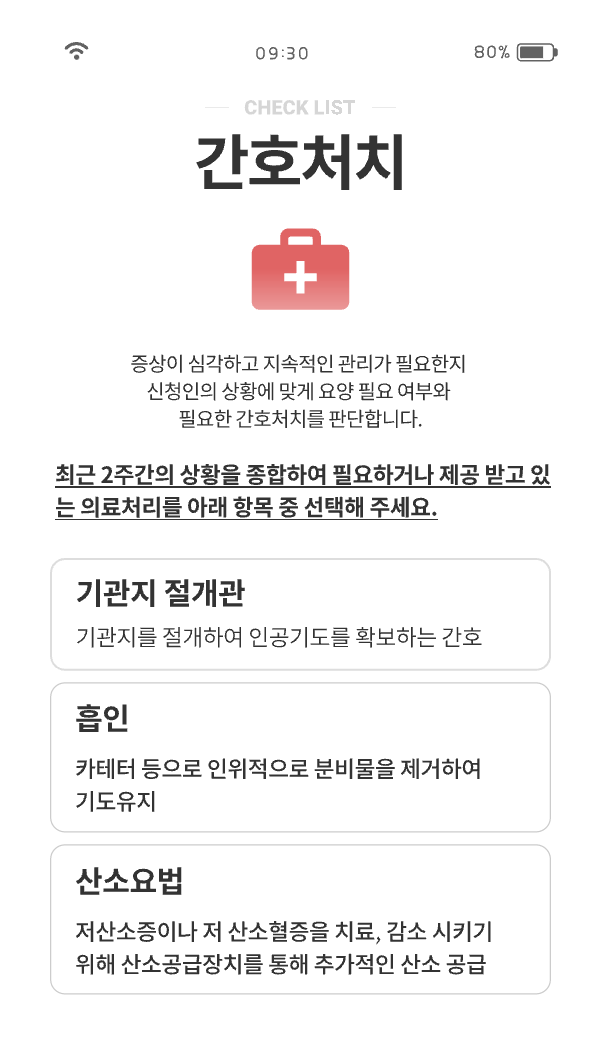 09:30
80%
CHECK LIST
간호처치
증상이 심각하고 지속적인 관리가 필요한지
신청인의 상황에 맞게 요양 필요 여부와
필요한 간호처치를 판단합니다.
최근 2주간의 상황을 종합하여 필요하거나 제공 받고 있
는 의료처리를 아래 항목 중 선택해 주세요.
기관지 절개관
기관지를 절개하여 인공기도를 확보하는 간호
흡인
카테터 등으로 인위적으로 분비물을 제거하여
기도유지
산소요법
저산소증이나 저 산소혈증을 치료, 감소 시키기
위해 산소공급장치를 통해 추가적인 산소 공급